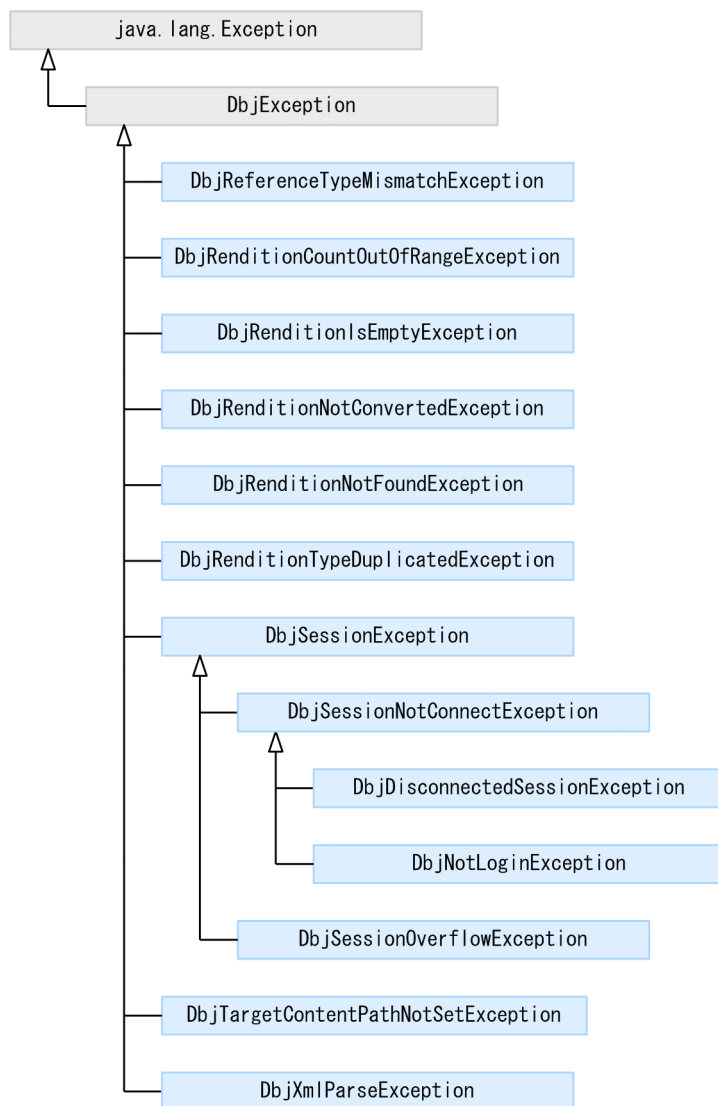 java.lang.Exception
DbjException
DbjReferenceTypeMismatchException
DbjRenditionCountOutOfRangeException
DbjRenditionIsEmptyException
DbjRenditionNotConvertedException
DbjRenditionNotFoundException
DbjRenditionTypeDuplicatedException
DbjSessionException
DbjSessionNotConnectException
DbjDisconnectedSessionException
DbjNotLoginException
DbjSessionOverflowException
DbjTargetContentPathNotSetException
DbjXmlParseException